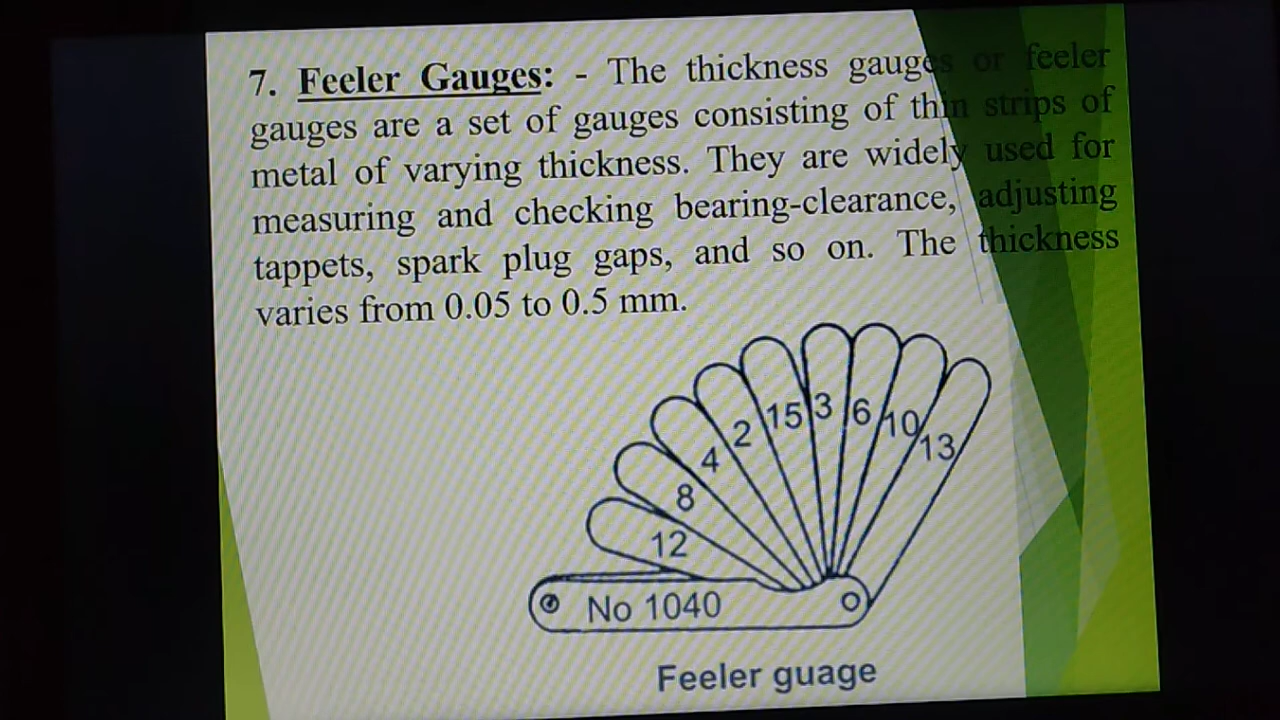 7. Feeler Gauges: - The thickness gauges or feeler
gauges are a set of gauges consisting of thin strips of
metal of varying thickness. They are widely used for
measuring and checking bearing-clearance, adjusting
tappets, spark plug gaps, and so on. The thickness
varies from 0.05 to 0.5 mm.
12
8
4
2
15
3
6
10
13
No 1040
Feeler guage